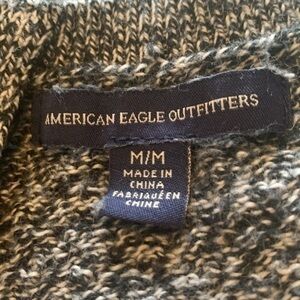 AMERICAN EAGLE OUTFITTERS
M/M
MADE IN
CHINA
FABRIQUÉ EN
CHINE